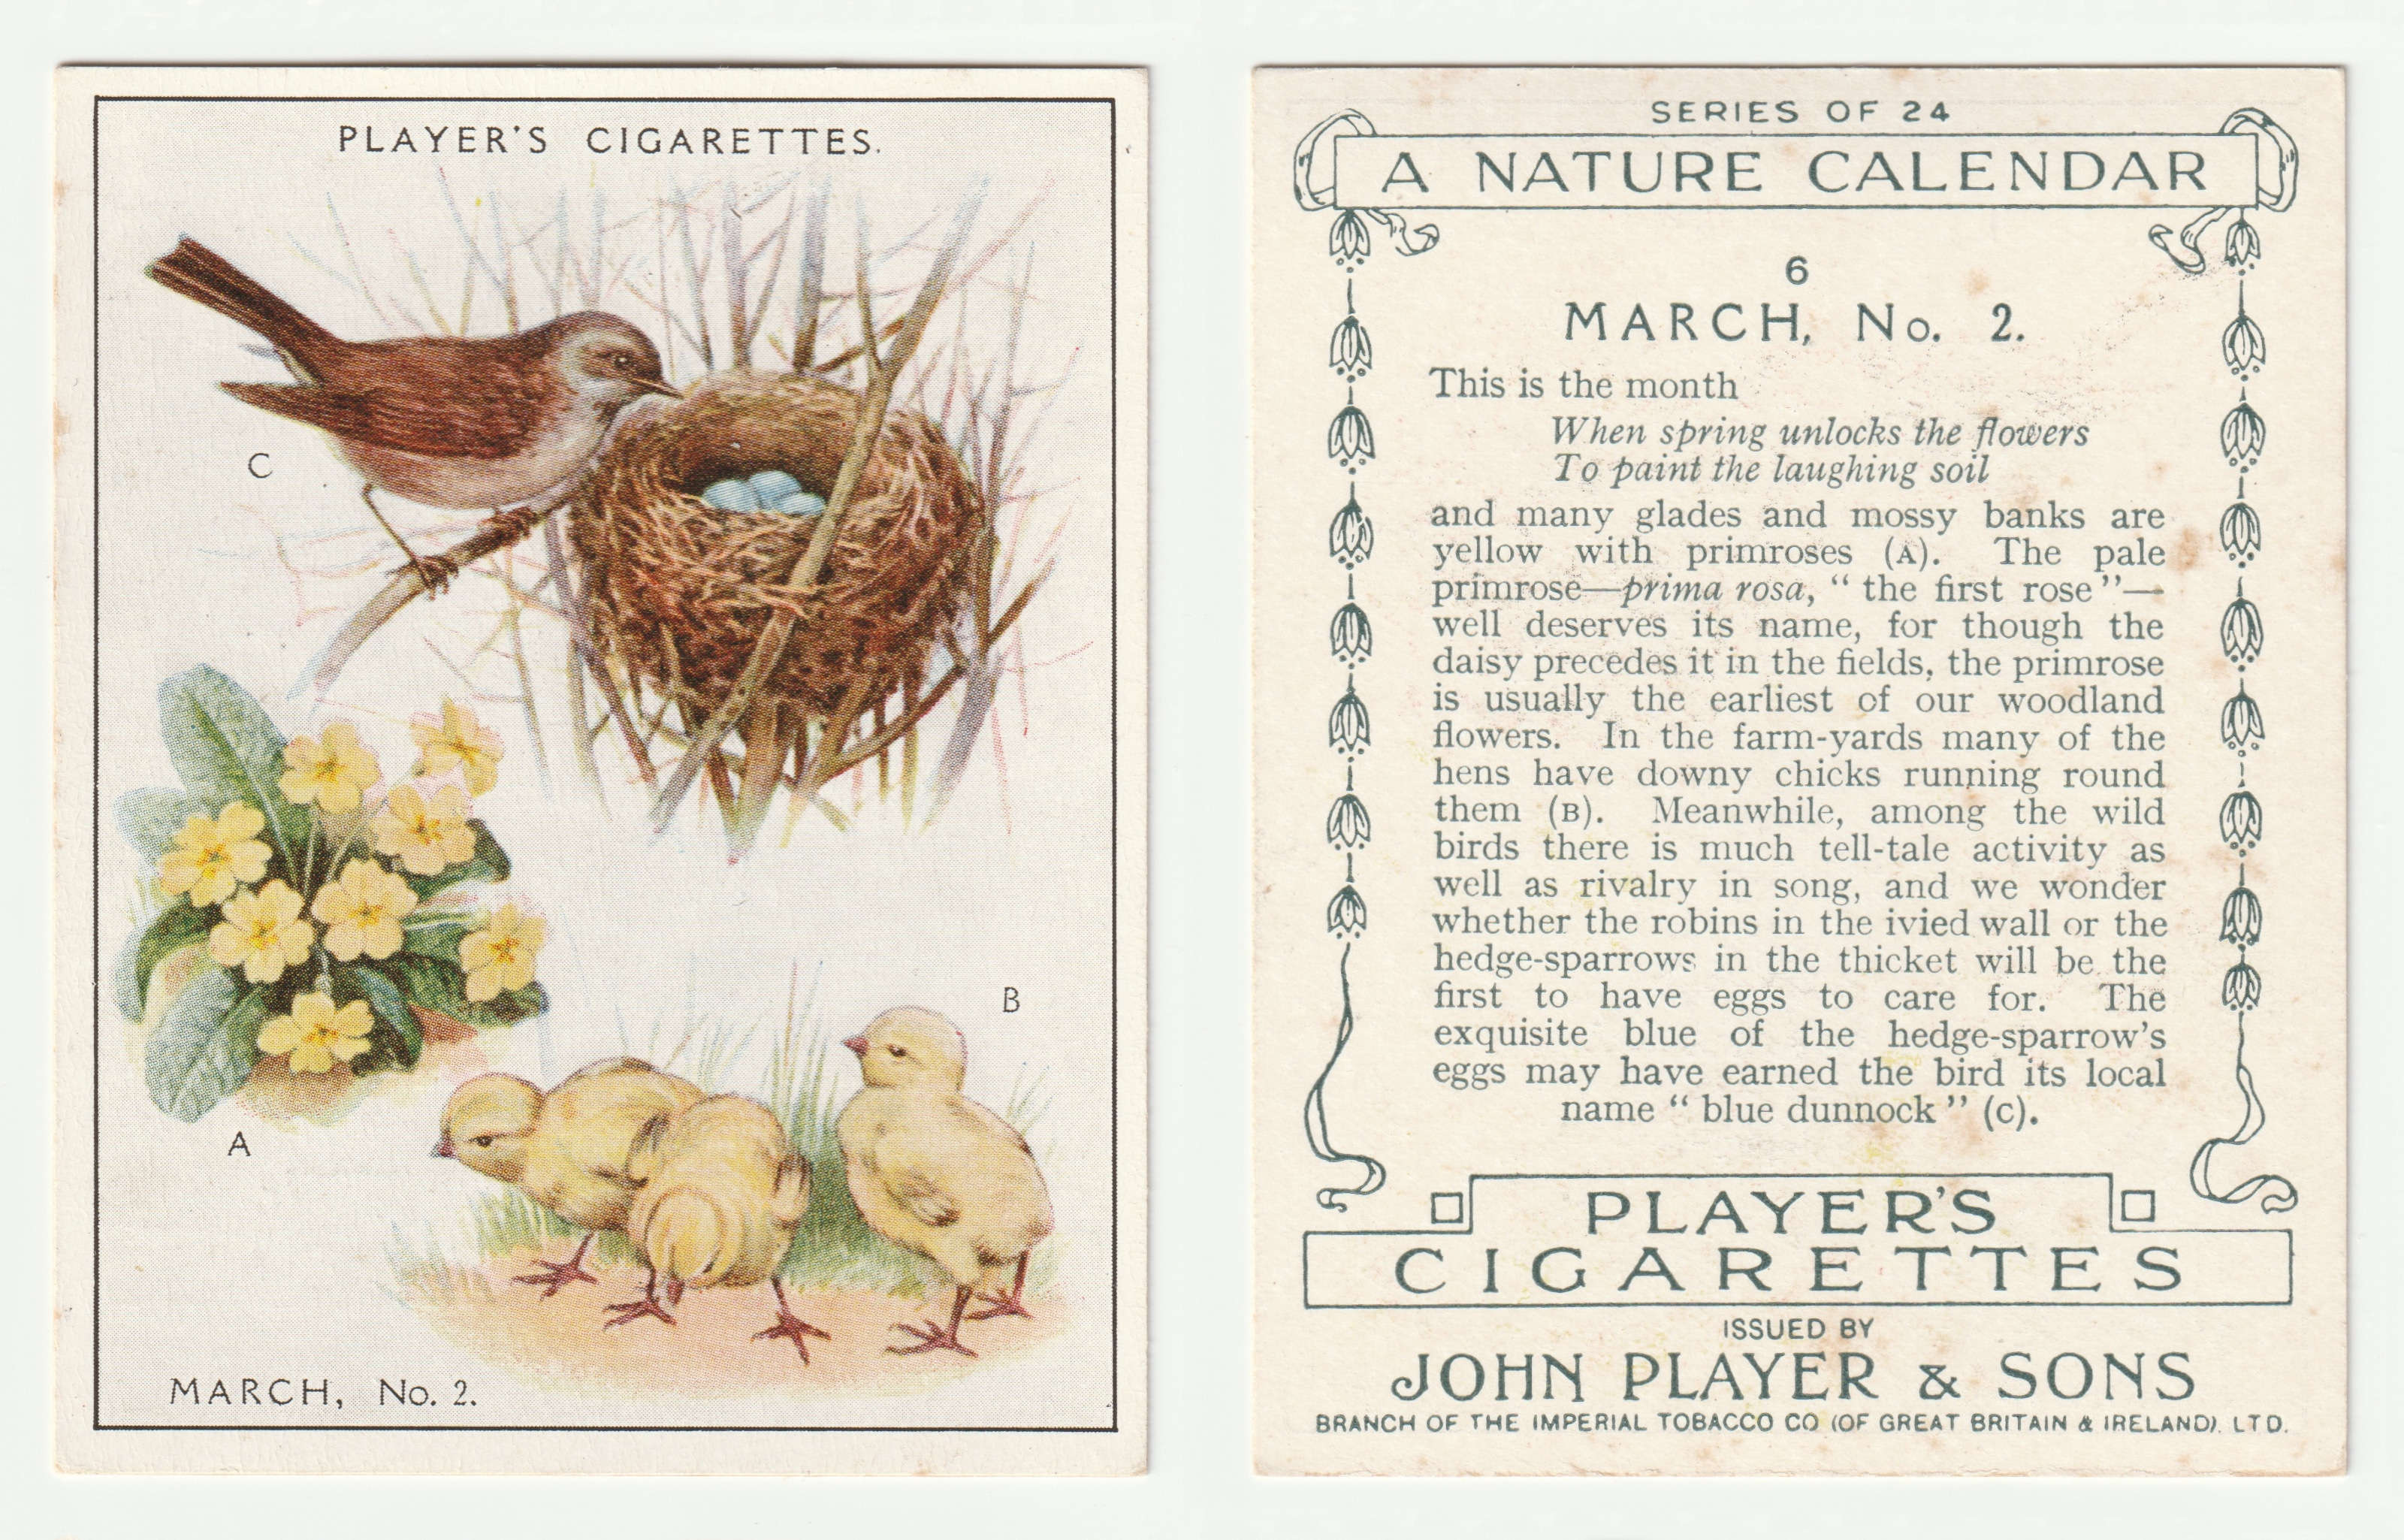 PLAYER'S CIGARETTES.
C
A
B
MARCH, No. 2.
SERIES OF 24
A NATURE CALENDAR
6
MARCH, No. 2.
This is the month
When spring unlocks the flowers
To paint the laughing soil
and many glades and mossy banks are
yellow with primroses (A). The pale
primrose—prima rosa, “ the first rose”—
well deserves its name, for though the
daisy precedes it in the fields, the primrose
is usually the earliest of our woodland
flowers. In the farm-yards many of the
hens have downy chicks running round
them (B). Meanwhile, among the wild
birds there is much tell-tale activity as
well as rivalry in song, and we wonder
whether the robins in the ivied wall or the
hedge-sparrows in the thicket will be the
first to have eggs to care for. The
exquisite blue of the hedge-sparrow's
eggs may have earned the bird its local
name “ blue dunnock ” (C).
PLAYER'S
CIGARETTES
ISSUED BY
JOHN PLAYER & SONS
BRANCH OF THE IMPERIAL TOBACCO CO (OF GREAT BRITAIN & IRELAND), LTD.